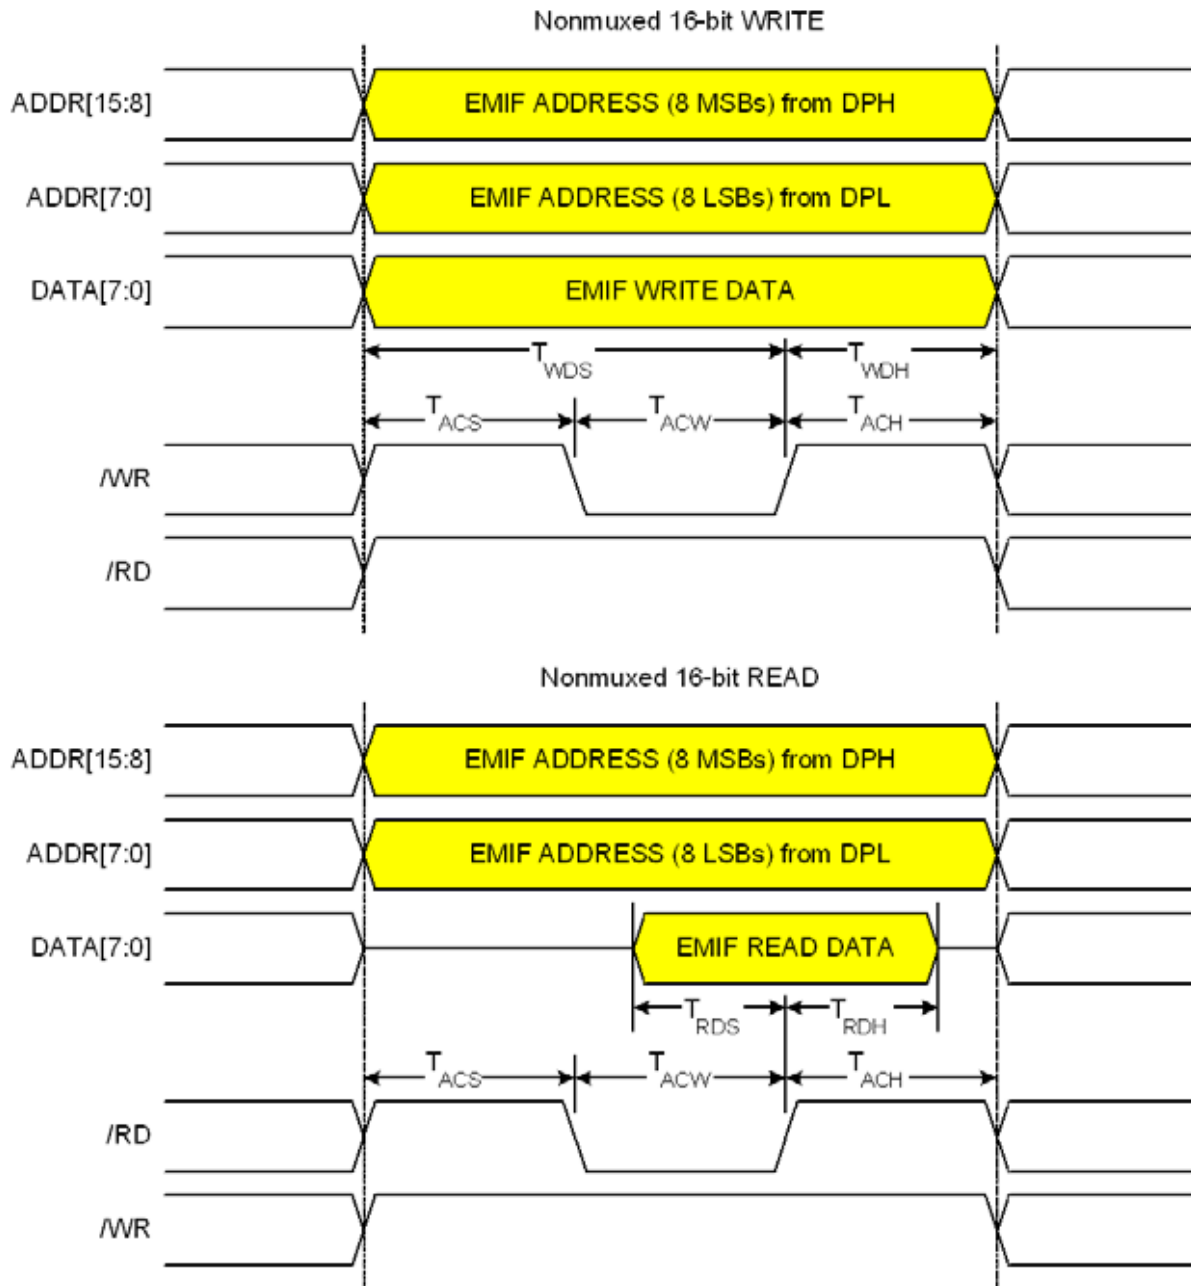 Nonmuxed 16-bit WRITE
ADDR[15:8]
EMIF ADDRESS (8 MSBs) from DPH
ADDR[7:0]
EMIF ADDRESS (8 LSBs) from DPL
DATA[7:0]
EMIF WRITE DATA
TWDS TWDH
TACS TACW TACH
/WR
/RD
Nonmuxed 16-bit READ
ADDR[15:8]
EMIF ADDRESS (8 MSBs) from DPH
ADDR[7:0]
EMIF ADDRESS (8 LSBs) from DPL
DATA[7:0]
EMIF READ DATA
TRDS TRDH
TACS TACW TACH
/RD
/WR